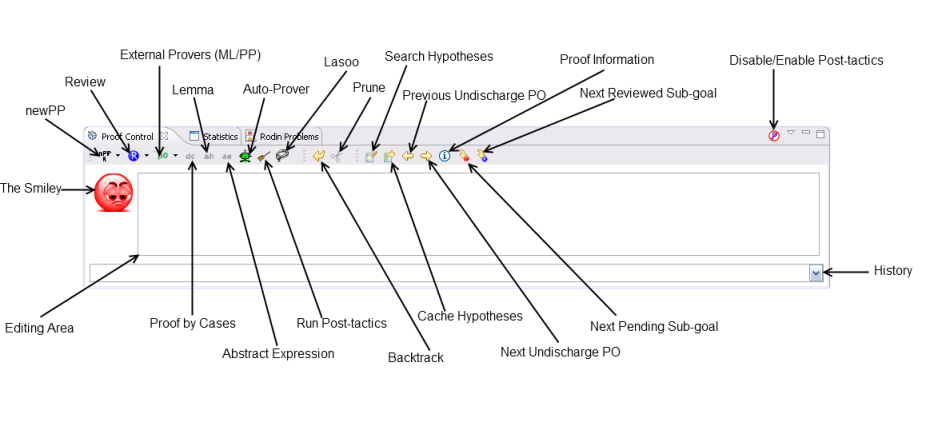 External Provers (ML/PP)
Lasoo
Search Hypotheses
Proof Information
Disable/Enable Post-tactics
Review
Lemma
Auto-Prover
Prune
Previous Undischarge PO
Next Reviewed Sub-goal
newPP
Proof Control
Statistics
Rodin Problems
nPP
R
R
p0
dc
ah
ae
The Smiley
History
Editing Area
Proof by Cases
Run Post-tactics
Cache Hypotheses
Next Pending Sub-goal
Abstract Expression
Backtrack
Next Undischarge PO